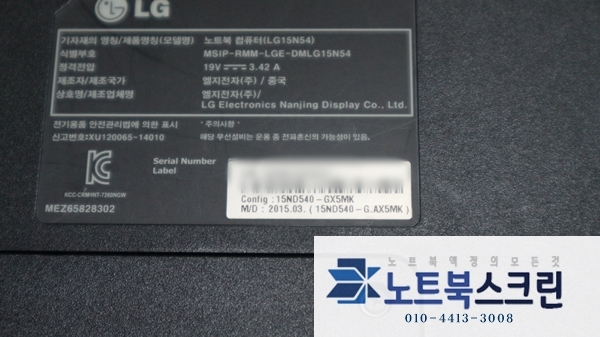 LG
기자재의 명칭/제품명칭(모델명) 노트북 컴퓨터(LG15N54)
식별부호 MSIP-RMM-LGE-DMLG15N54
정격전압 19V 3.42 A
제조자/제조국가 엘지전자(주) / 중국
상호명/제조업체명 엘지전자(주)/
LG Electronics Nanjing Display Co., Ltd.
전기용품 안전관리법에 의한 표시
신고번호:XU120065-14010
*주의사항*
해당 무선설비는 운용 중 전파혼신의 가능성이 있음.
KCC-CRM-INT-7260NGW
MEZ65828302
Serial Number
Label
Config : 15ND540-GX5MK
M/D : 2015.03. ( 15ND540-G.AX5MK )
노트북액정의모든것
노트북스크린
010-4413-3008